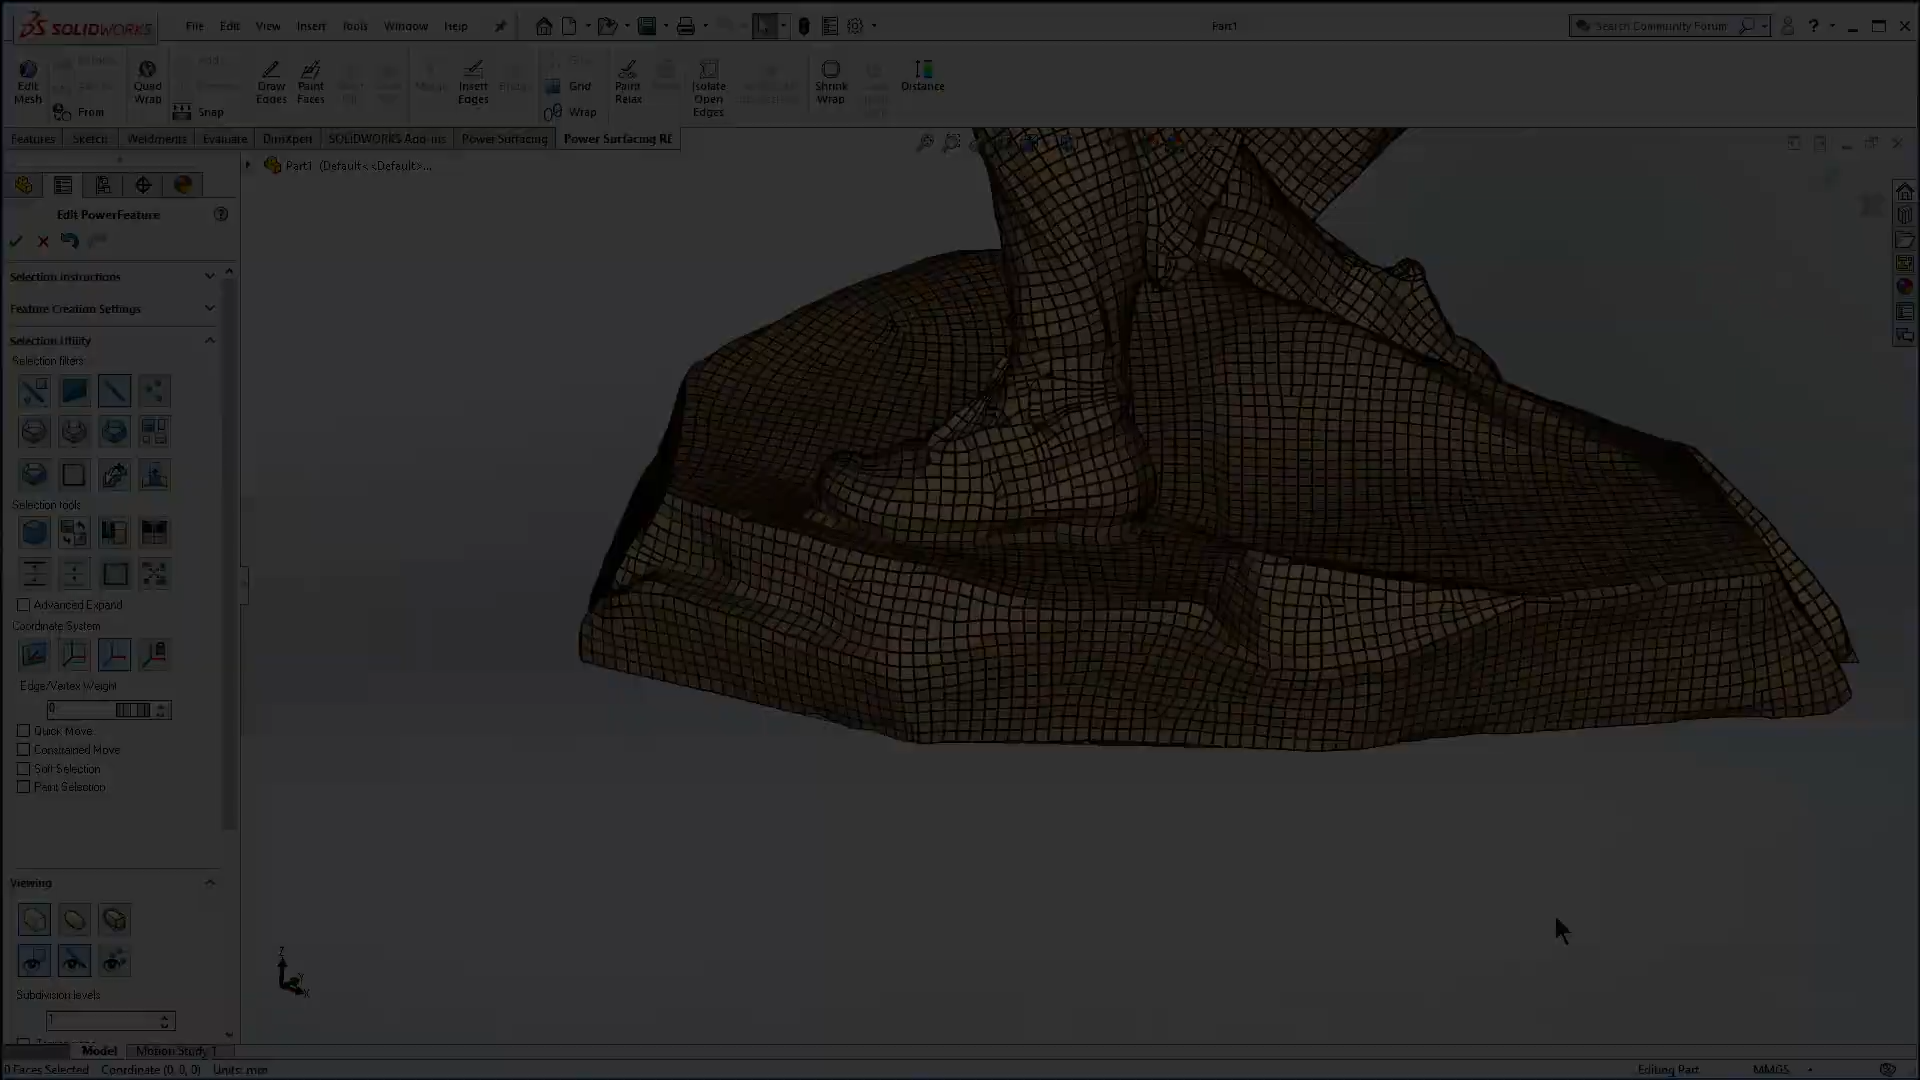 SOLIDWORKS
File Edit View Insert Tools Window Help
Part1
Search Community Forum
Edit Mesh
From
Quad Wrap
Snap
Draw Edges
Paint Faces
Insert Edges
Grid
Wrap
Paint Relax
Isolate Open Edges
Shrink Wrap
Distance
Features Sketch Weldments Evaluate DimXpert SOLIDWORKS Add-ins Power Surfacing Power Surfacing RE
Part1 (Default<<Default>...
Edit PowerFeature
Selection Instructions
Feature Creation Settings
Selection Utility
Selection filters
Selection tools
Advanced Expand
Coordinate System
Edge/Vertex Weight
0
Quick Move
Constrained Move
Soft Selection
Paint Selection
Viewing
Subdivision levels
1
Z
Y
X
Model Motion Study 1
0 Faces Selected Coordinate (0, 0, 0) Units: mm
Editing Part MMGS